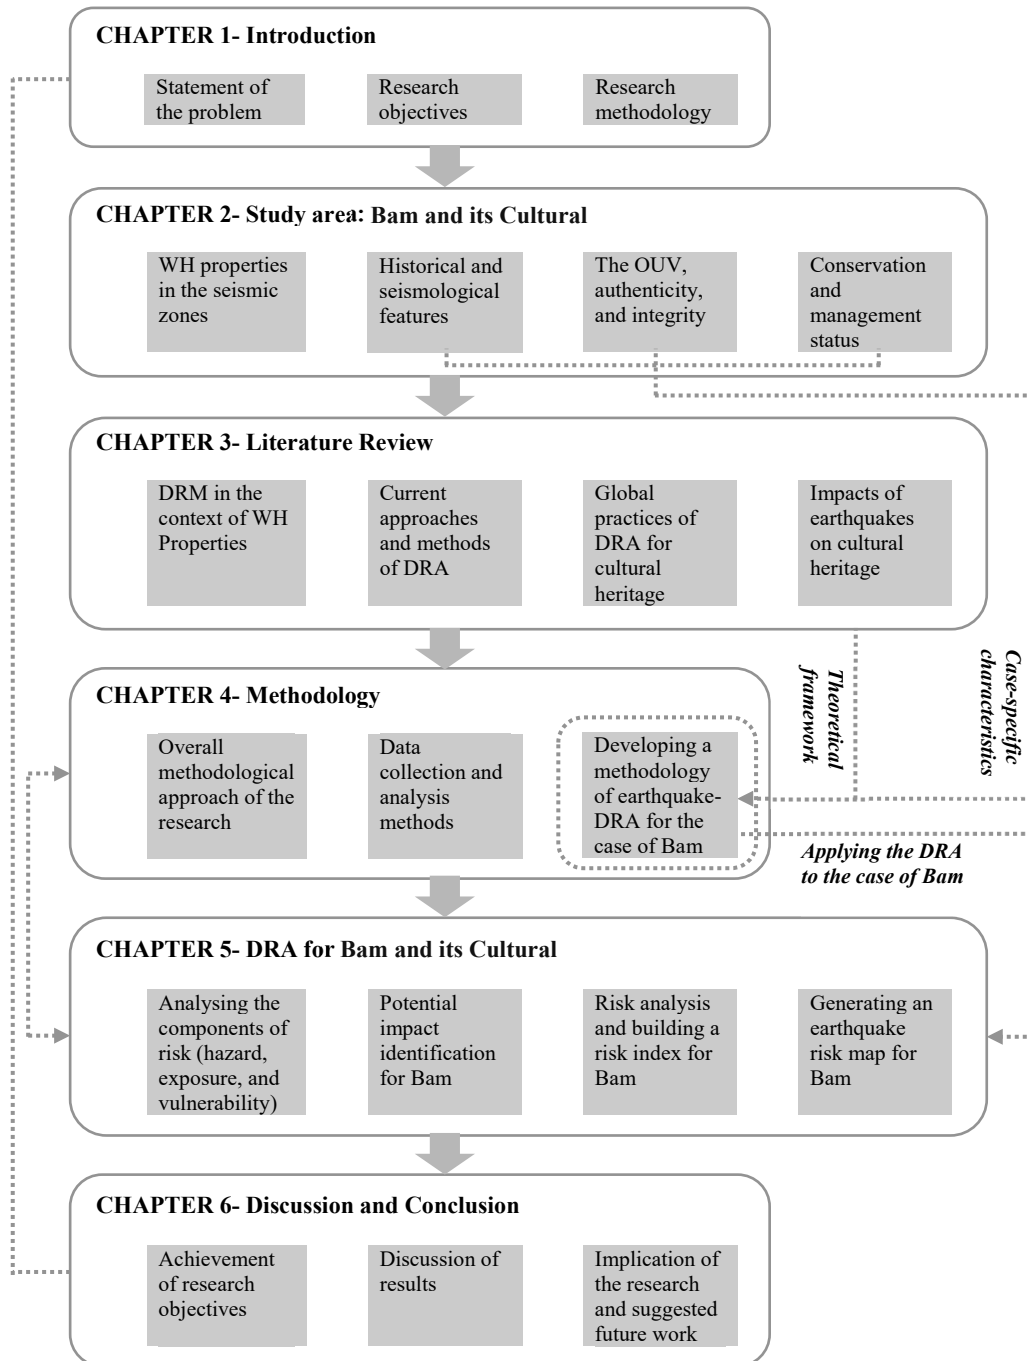 CHAPTER 1- Introduction
Statement of
the problem
Research
objectives
Research
methodology
CHAPTER 2- Study area: Bam and its Cultural
WH properties
in the seismic
zones
Historical and
seismological
features
The OUV,
authenticity,
and integrity
Conservation
and
management
status
CHAPTER 3- Literature Review
DRM in the
context of WH
Properties
Current
approaches
and methods
of DRA
Global
practices of
DRA for
cultural
heritage
Impacts of
earthquakes
on cultural
heritage
Theoretical
framework
Case-specific
characteristics
CHAPTER 4- Methodology
Overall
methodological
approach of the
research
Data
collection and
analysis
methods
Developing a
methodology
of earthquake-
DRA for the
case of Bam
Applying the DRA
to the case of Bam
CHAPTER 5- DRA for Bam and its Cultural
Analysing the
components of
risk (hazard,
exposure, and
vulnerability)
Potential
impact
identification
for Bam
Risk analysis
and building a
risk index for
Bam
Generating an
earthquake
risk map for
Bam
CHAPTER 6- Discussion and Conclusion
Achievement
of research
objectives
Discussion of
results
Implication of
the research
and suggested
future work